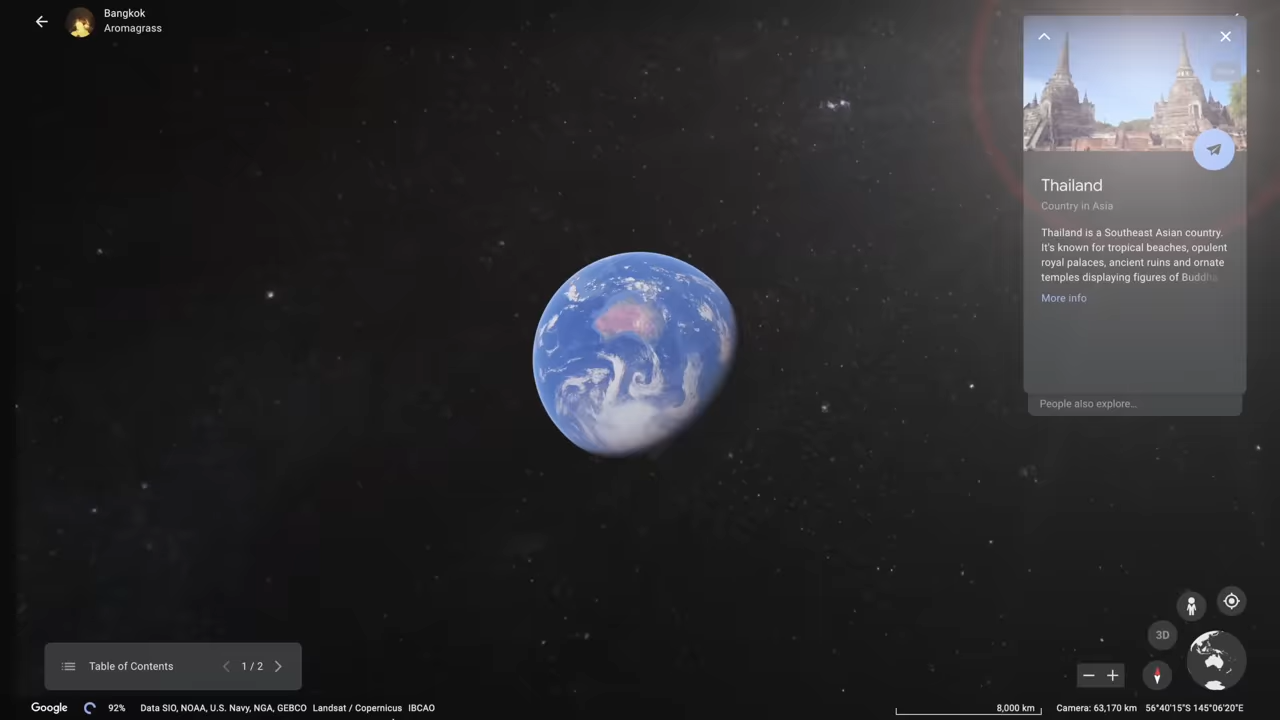 Bangkok
Aromagrass
Thailand
Country in Asia
Thailand is a Southeast Asian country.
It's known for tropical beaches, opulent
royal palaces, ancient ruins and ornate
temples displaying figures of Buddha
More info
People also explore...
Table of Contents 1 / 2
3D
Google 92% Data SIO, NOAA, U.S. Navy, NGA, GEBCO Landsat / Copernicus IBCAO 8,000 km Camera: 63,170 km 56°40'15"S 145°06'20"E